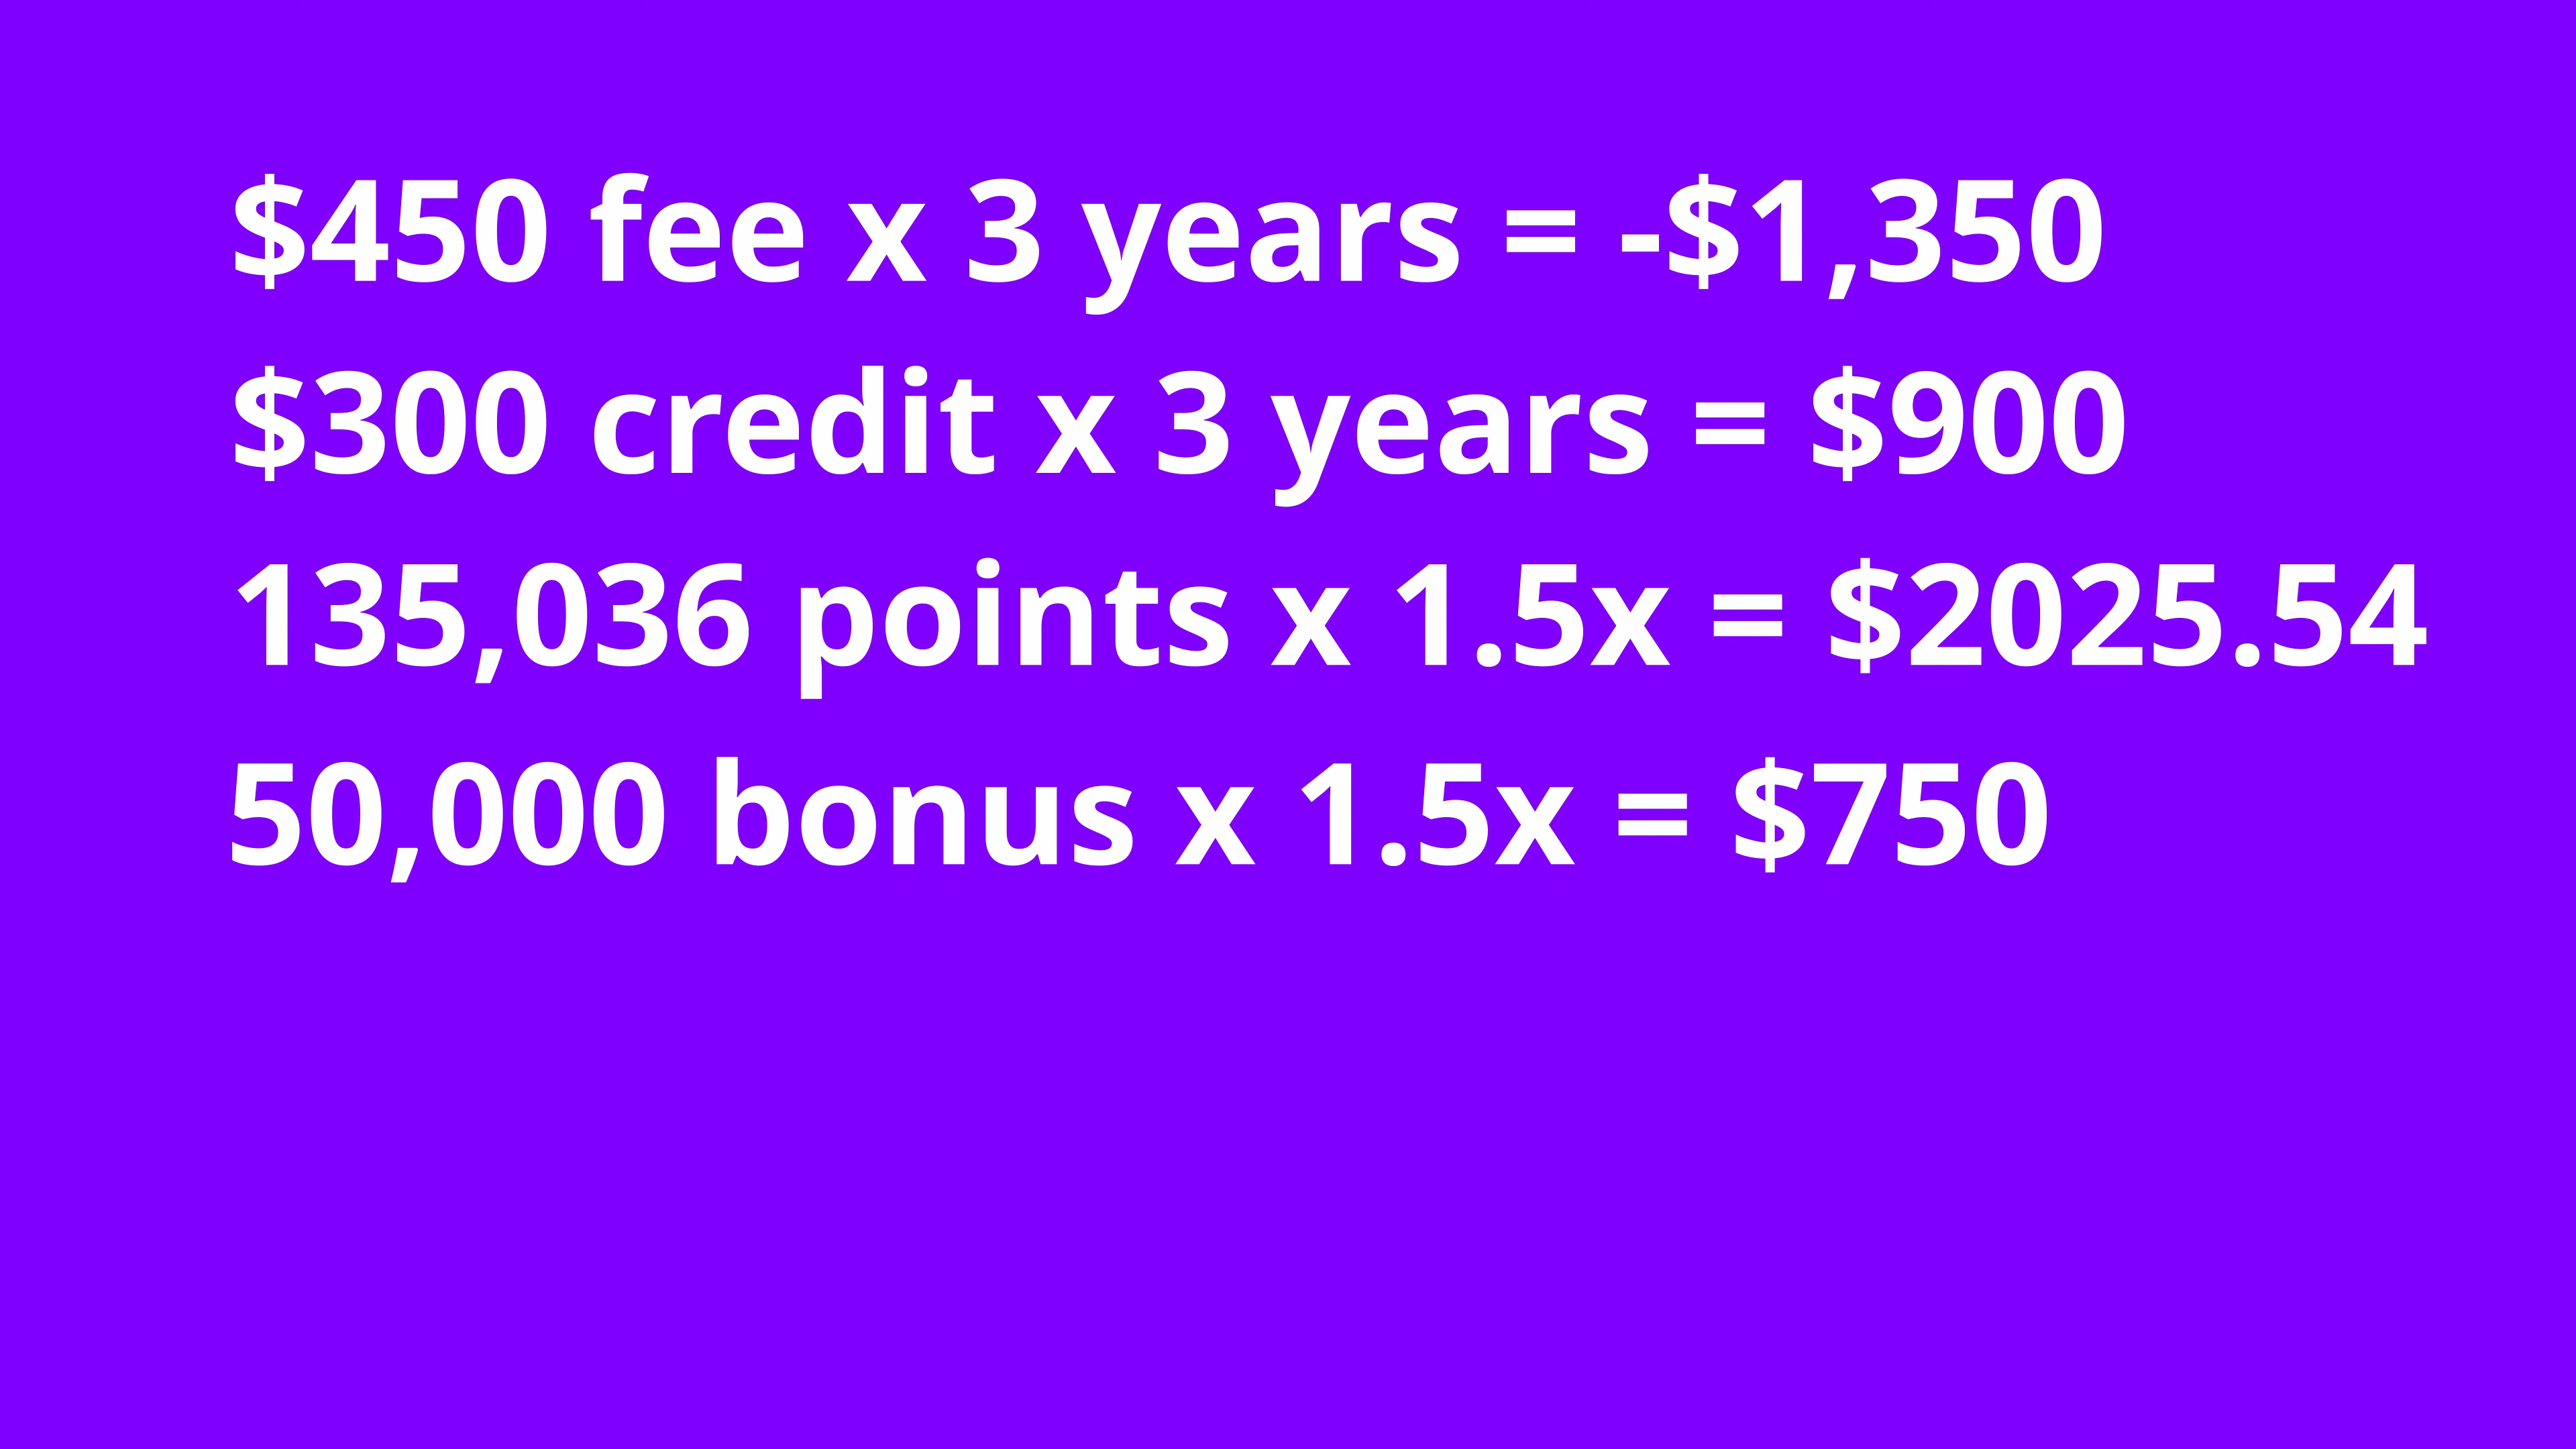 $450 fee x 3 years = -$1,350
$300 credit x 3 years = $900
135,036 points x 1.5x = $2025.54
50,000 bonus x 1.5x = $750